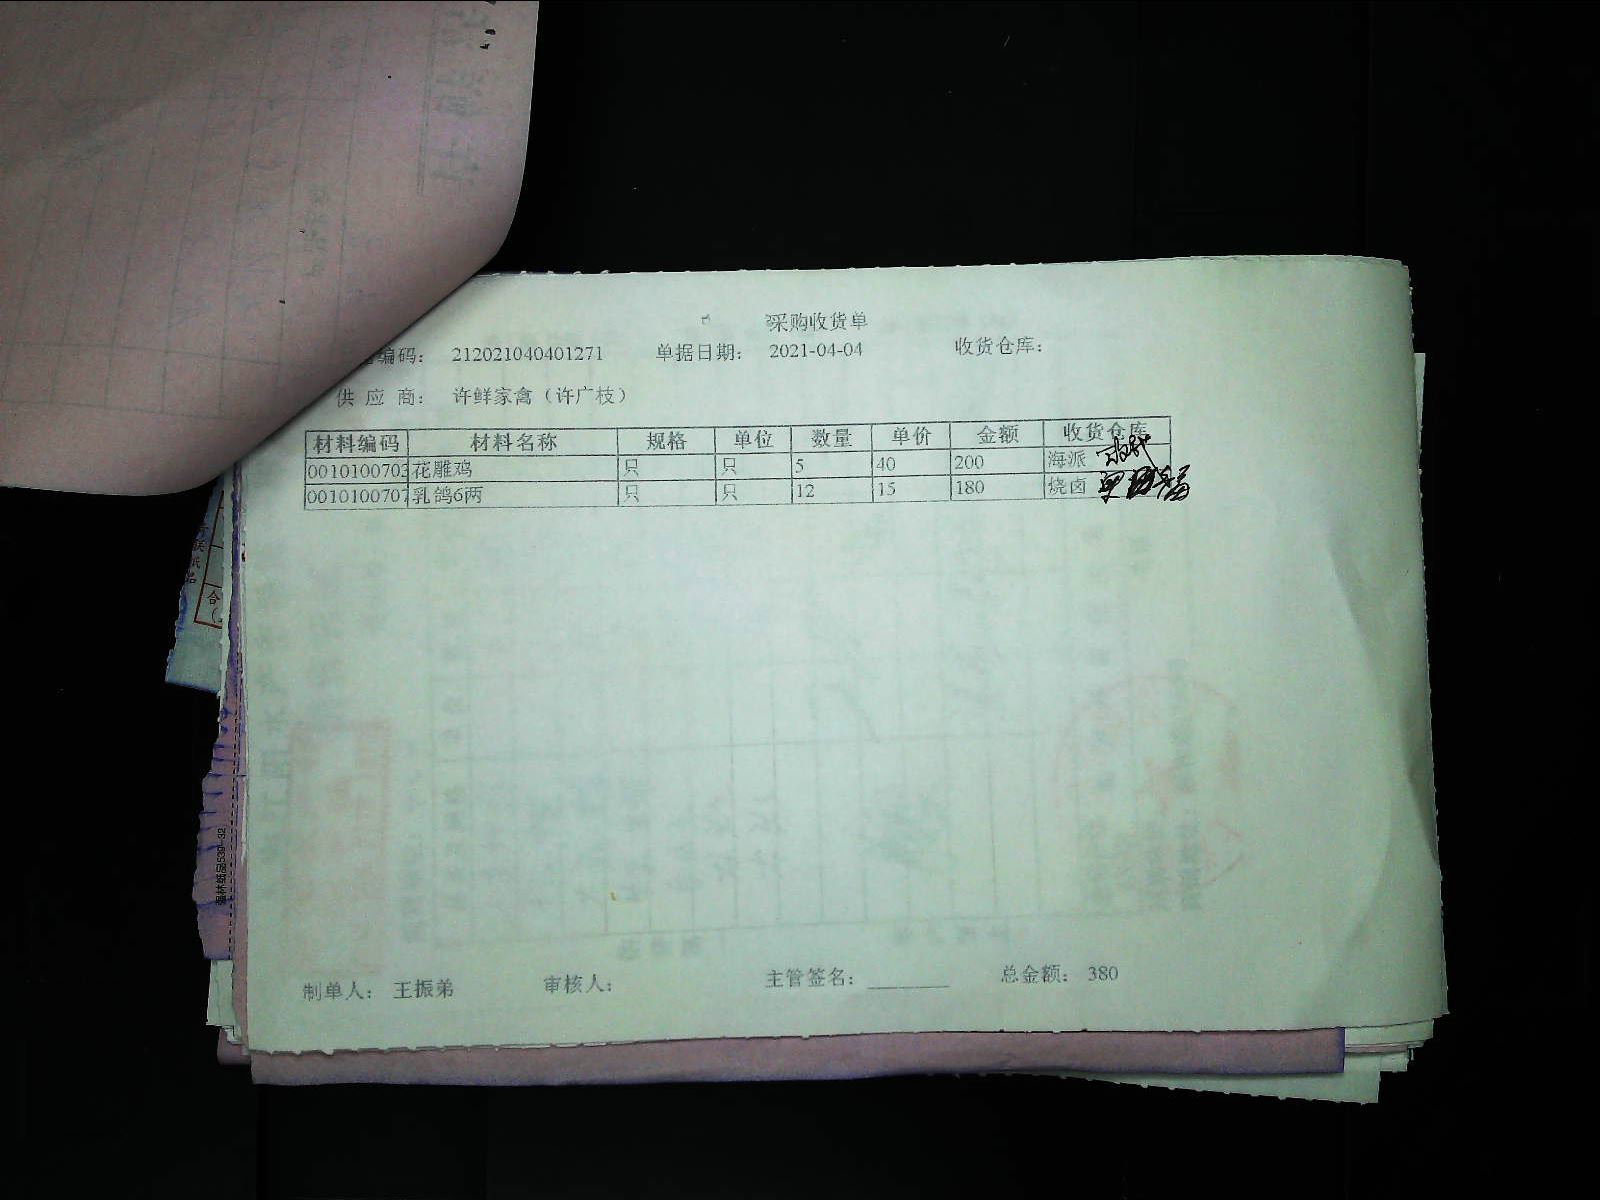 采购收货单
编码： 212021040401271 单据日期： 2021-04-04 收货仓库：
供 应 商： 许鲜家禽（许广枝）
材料编码 材料名称 规格 单位 数量 单价 金额 收货仓库
0010100703 花雕鸡 只 只 5 40 200 海派
0010100707 乳鸽6两 只 只 12 15 180 烧卤
制单人： 王振弟 审核人： 主管签名： 总金额： 380